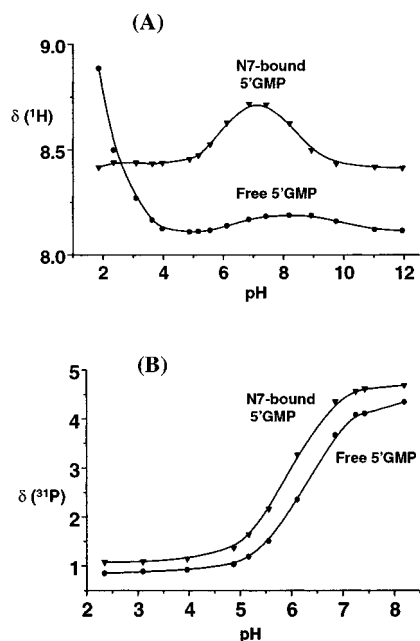 (A)
9.0
N7-bound
5'GMP
δ (¹H)
8.5
Free 5'GMP
8.0
2 4 6 8 10 12
pH
(B)
5
N7-bound
5'GMP
4
δ (³¹P)
3
Free 5'GMP
2
1
2 3 4 5 6 7 8
pH